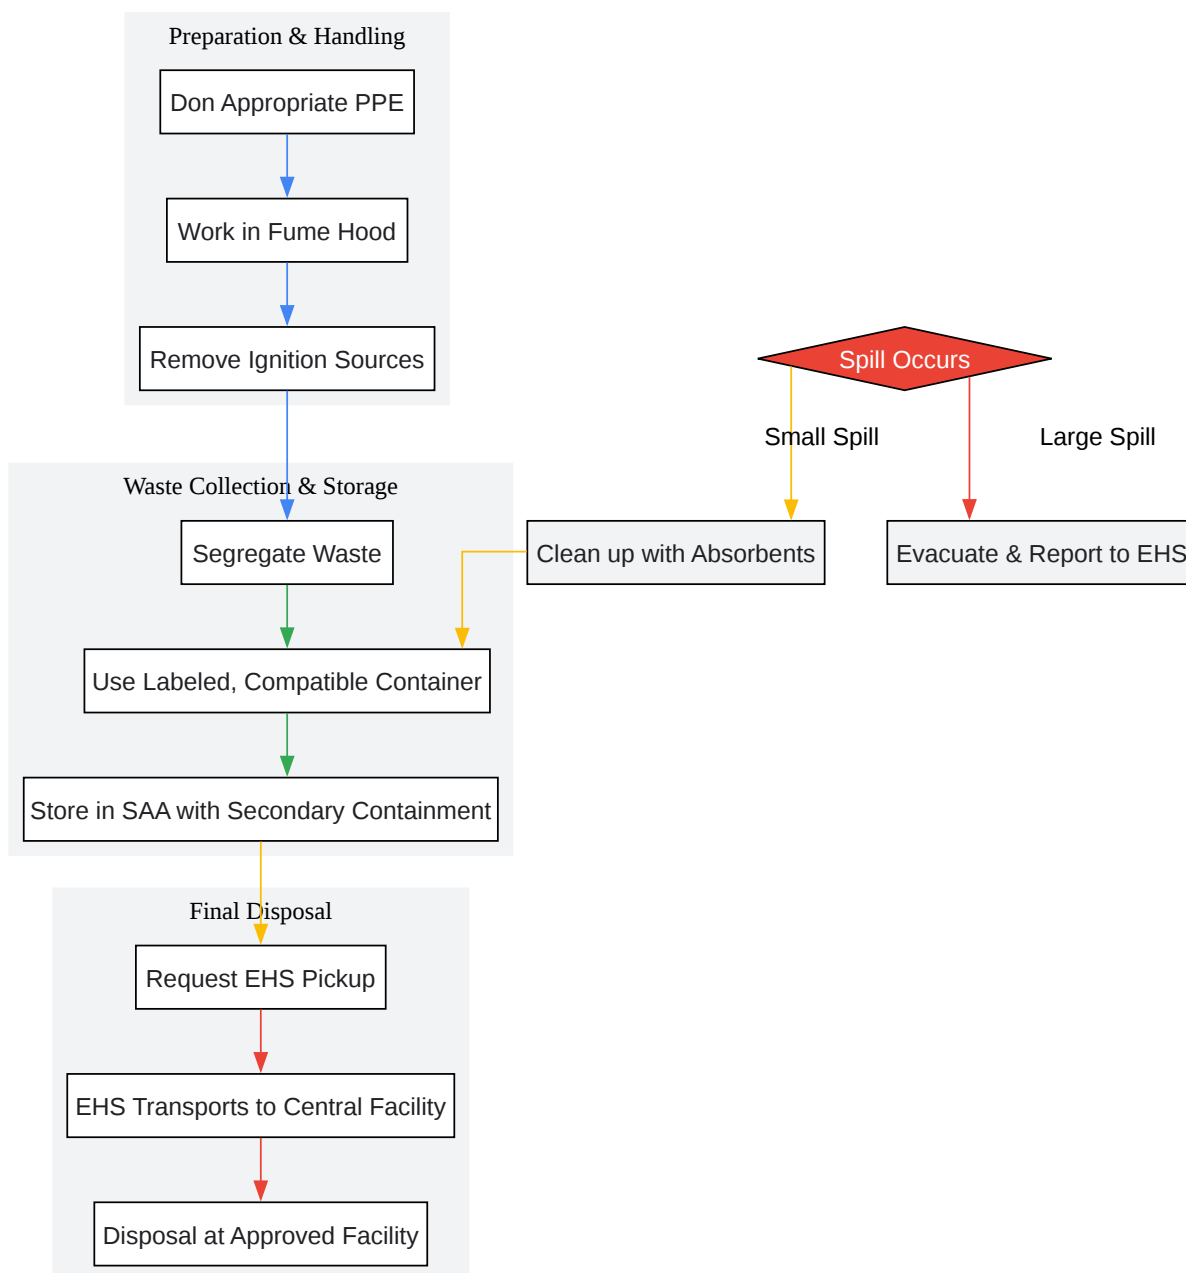 Preparation & Handling
Don Appropriate PPE
Work in Fume Hood
Remove Ignition Sources
Spill Occurs
Small Spill
Large Spill
Waste Collection & Storage
Segregate Waste
Clean up with Absorbents
Evacuate & Report to EHS
Use Labeled, Compatible Container
Store in SAA with Secondary Containment
Final Disposal
Request EHS Pickup
EHS Transports to Central Facility
Disposal at Approved Facility